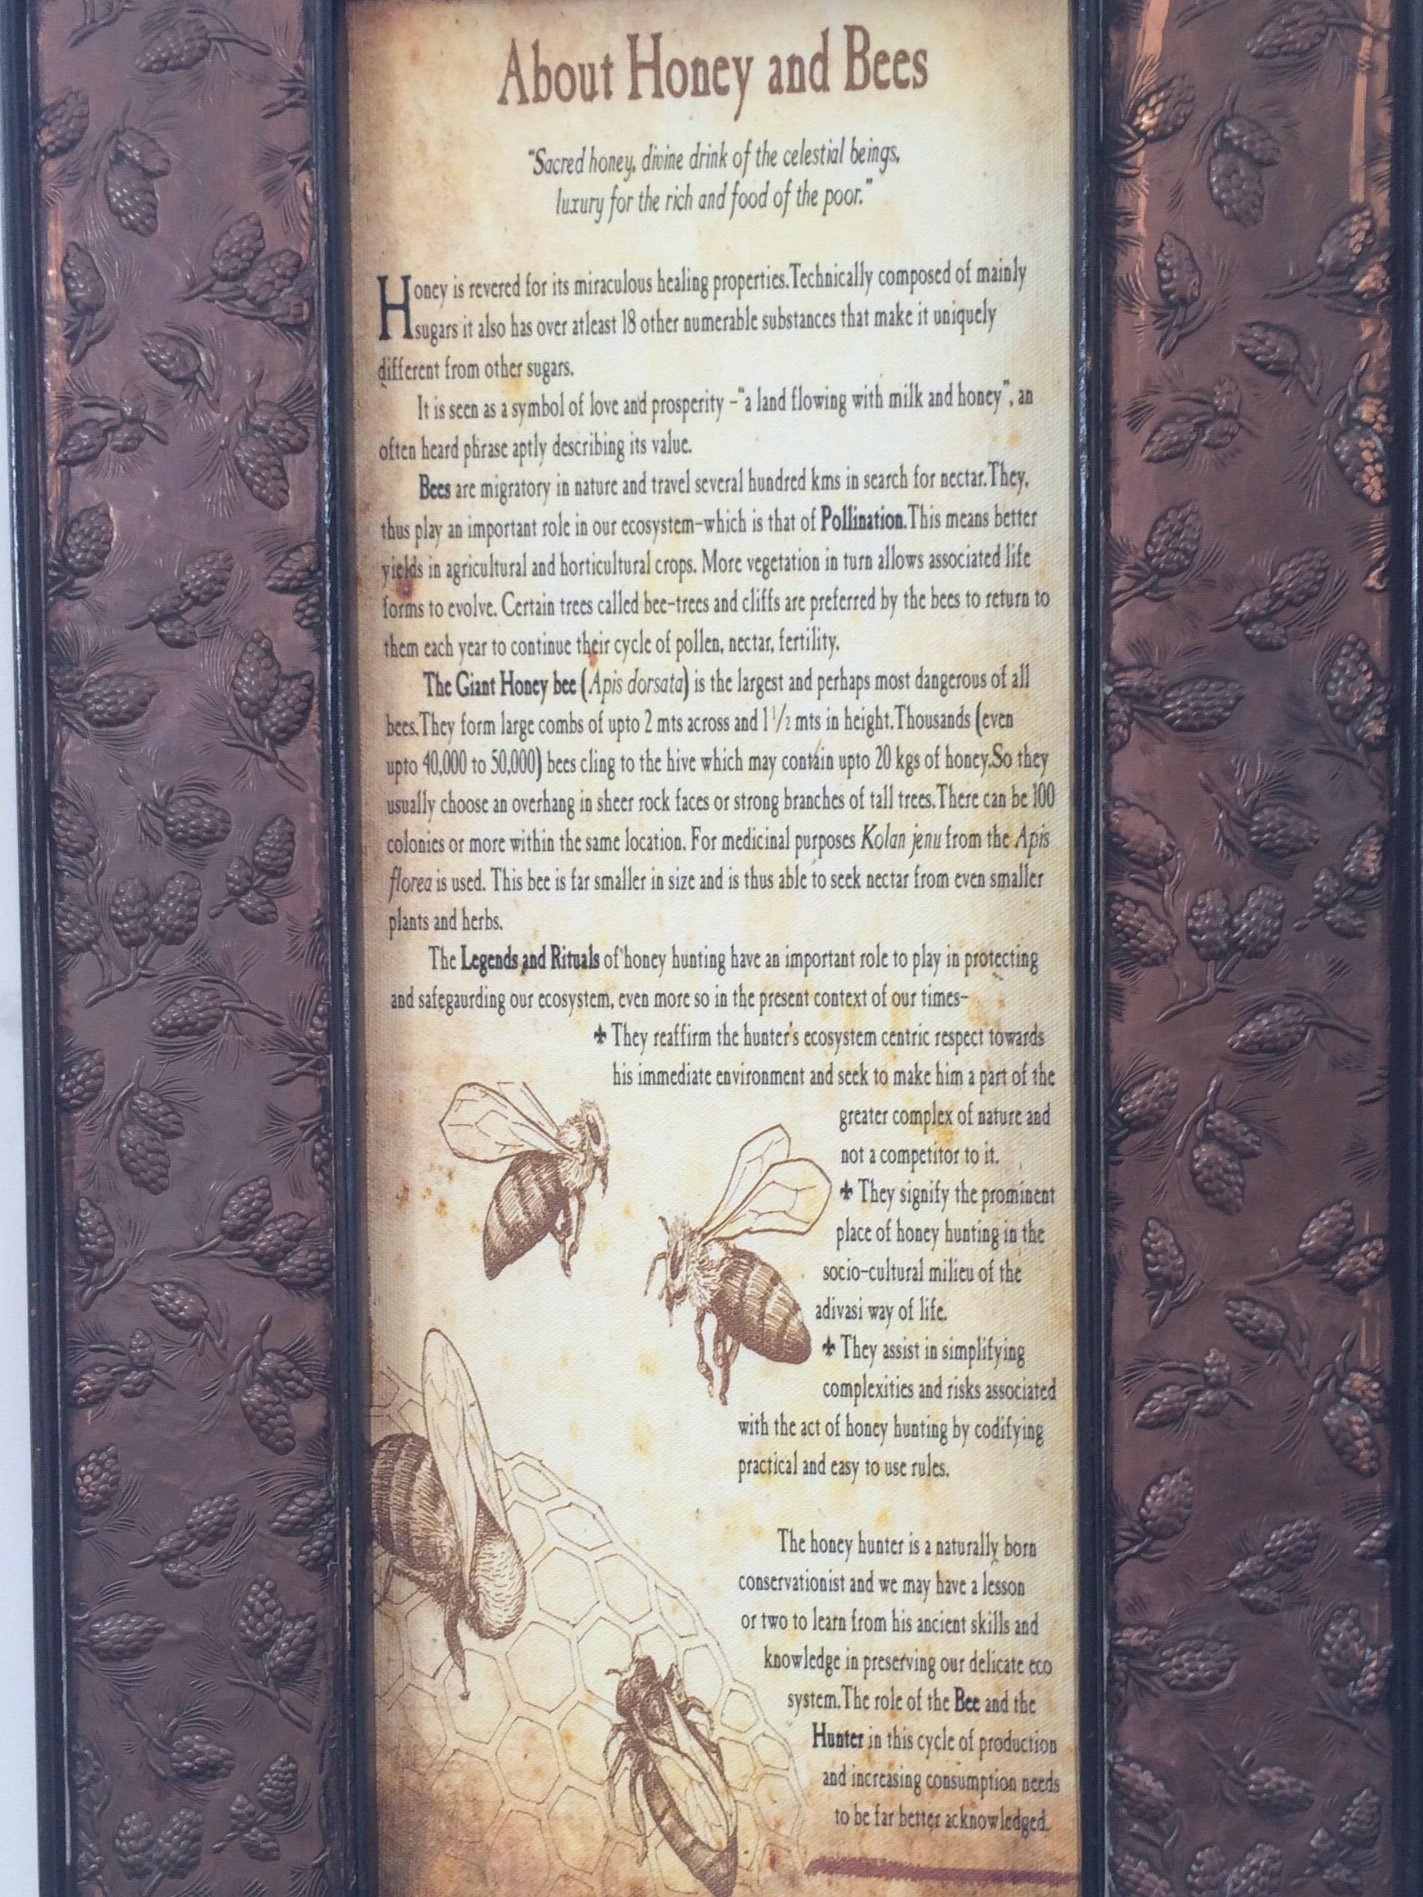 About Honey and Bees
"Sacred honey, divine drink of the celestial beings,
luxury for the rich and food of the poor."
Honey is revered for its miraculous healing properties.Technically composed of mainly
sugars it also has over atleast 18 other numerable substances that make it uniquely
different from other sugars.
It is seen as a symbol of love and prosperity -"a land flowing with milk and honey", an
often heard phrase aptly describing its value.
Bees are migratory in nature and travel several hundred kms in search for nectar.They,
thus play an important role in our ecosystem-which is that of Pollination.This means better
yields in agricultural and horticultural crops. More vegetation in turn allows associated life
forms to evolve. Certain trees called bee-trees and cliffs are preferred by the bees to return to
them each year to continue their cycle of pollen, nectar, fertility.
The Giant Honey bee (Apis dorsata) is the largest and perhaps most dangerous of all
bees.They form large combs of upto 2 mts across and 1 1/2 mts in height.Thousands (even
upto 40,000 to 50,000) bees cling to the hive which may contain upto 20 kgs of honey.So they
usually choose an overhang in sheer rock faces or strong branches of tall trees.There can be 100
colonies or more within the same location. For medicinal purposes Kolan jenu from the Apis
florea is used. This bee is far smaller in size and is thus able to seek nectar from even smaller
plants and herbs.
The Legends and Rituals of honey hunting have an important role to play in protecting
and safegaurding our ecosystem, even more so in the present context of our times-
They reaffirm the hunter's ecosystem centric respect towards
his immediate environment and seek to make him a part of the
greater complex of nature and
not a competitor to it.
They signify the prominent
place of honey hunting in the
socio-cultural milieu of the
adivasi way of life.
They assist in simplifying
complexities and risks associated
with the act of honey hunting by codifying
practical and easy to use rules.
The honey hunter is a naturally born
conservationist and we may have a lesson
or two to learn from his ancient skills and
knowledge in preserving our delicate eco
system.The role of the Bee and the
Hunter in this cycle of production
and increasing consumption needs
to be far better acknowledged.